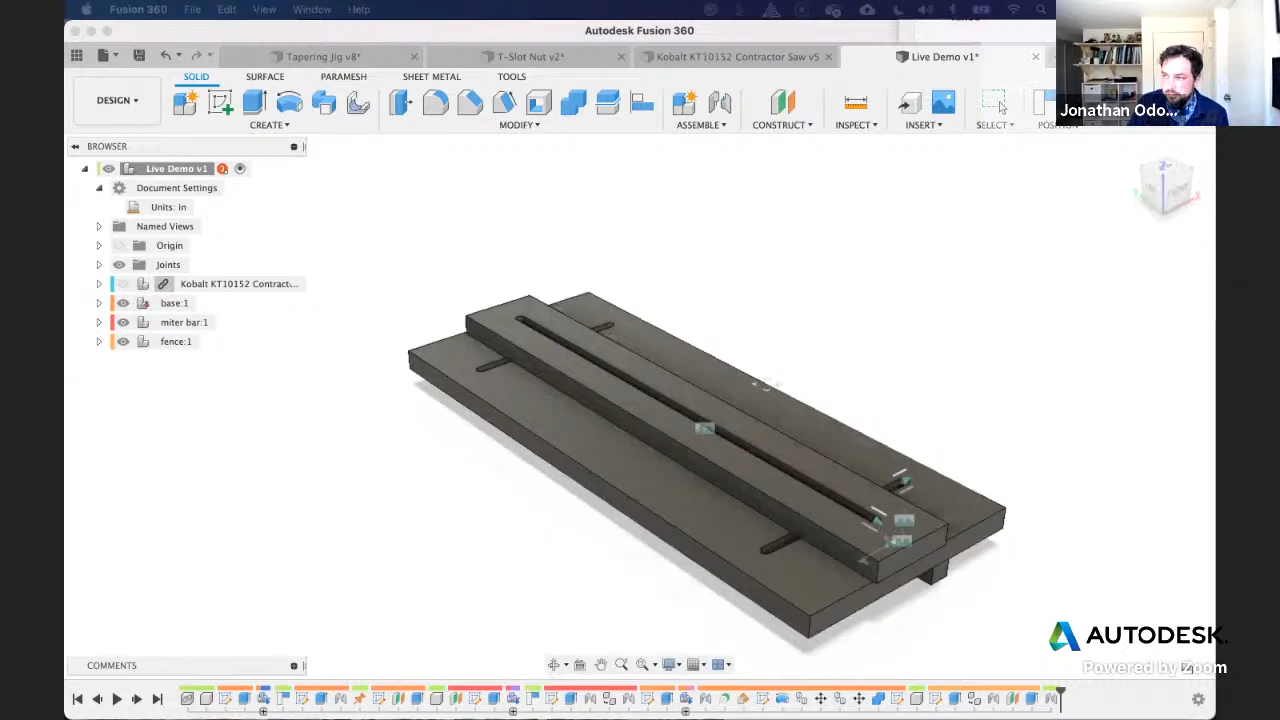 Fusion 360 File Edit View Window Help
Autodesk Fusion 360
Tapering Jig v8*
T-Slot Nut v2*
Kobalt KT10152 Contractor Saw v5
Live Demo v1*
SOLID SURFACE PARAMESH SHEET METAL TOOLS
DESIGN
CREATE MODIFY ASSEMBLE CONSTRUCT INSPECT INSERT SELECT
Jonathan Odo...
BROWSER
Live Demo v1
Document Settings
Units: in
Named Views
Origin
Joints
Kobalt KT10152 Contract...
base:1
miter bar:1
fence:1
AUTODESK
Powered by Zoom
COMMENTS